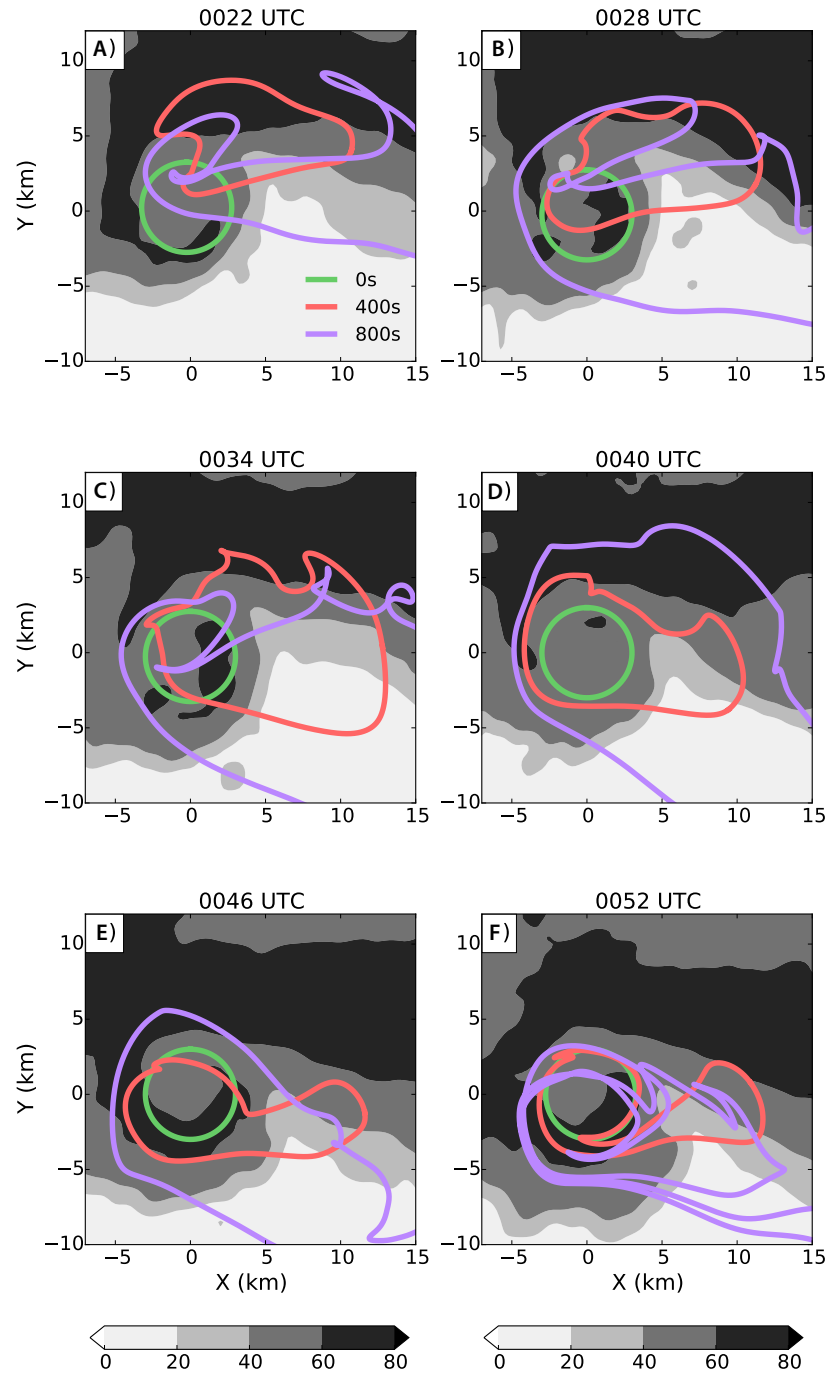 0022 UTC
0028 UTC
A)
B)
10
5
0
−5
−10
Y (km)
0s
400s
800s
−5 0 5 10 15
10
5
0
−5
−10
−5 0 5 10 15
0034 UTC
0040 UTC
C)
D)
10
5
0
−5
−10
Y (km)
−5 0 5 10 15
10
5
0
−5
−10
−5 0 5 10 15
0046 UTC
0052 UTC
E)
F)
10
5
0
−5
−10
Y (km)
−5 0 5 10 15
X (km)
10
5
0
−5
−10
−5 0 5 10 15
X (km)
0 20 40 60 80
0 20 40 60 80